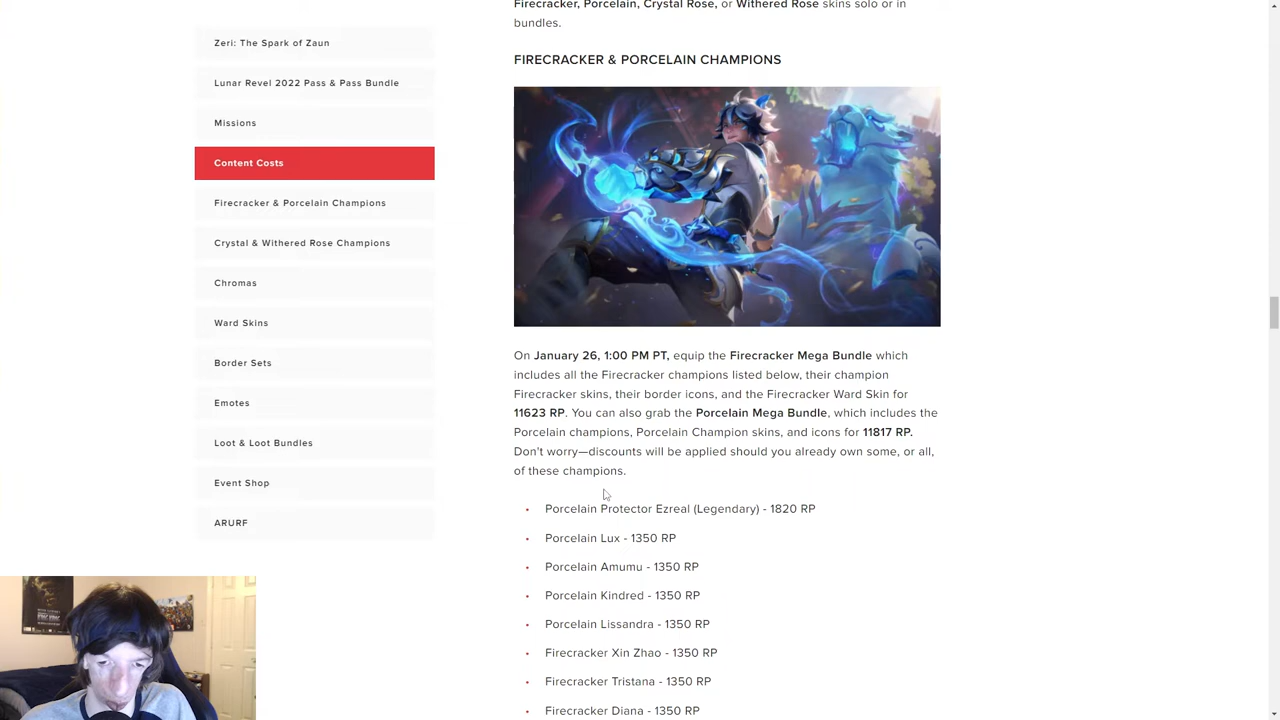 Zeri: The Spark of Zaun
Lunar Revel 2022 Pass & Pass Bundle
Missions
Content Costs
Firecracker & Porcelain Champions
Crystal & Withered Rose Champions
Chromas
Ward Skins
Border Sets
Emotes
Loot & Loot Bundles
Event Shop
ARURF
Firecracker, Porcelain, Crystal Rose, or Withered Rose skins solo or in
bundles.
FIRECRACKER & PORCELAIN CHAMPIONS
On January 26, 1:00 PM PT, equip the Firecracker Mega Bundle which
includes all the Firecracker champions listed below, their champion
Firecracker skins, their border icons, and the Firecracker Ward Skin for
11623 RP. You can also grab the Porcelain Mega Bundle, which includes the
Porcelain champions, Porcelain Champion skins, and icons for 11817 RP.
Don't worry—discounts will be applied should you already own some, or all,
of these champions.
• Porcelain Protector Ezreal (Legendary) - 1820 RP
• Porcelain Lux - 1350 RP
• Porcelain Amumu - 1350 RP
• Porcelain Kindred - 1350 RP
• Porcelain Lissandra - 1350 RP
• Firecracker Xin Zhao - 1350 RP
• Firecracker Tristana - 1350 RP
• Firecracker Diana - 1350 RP